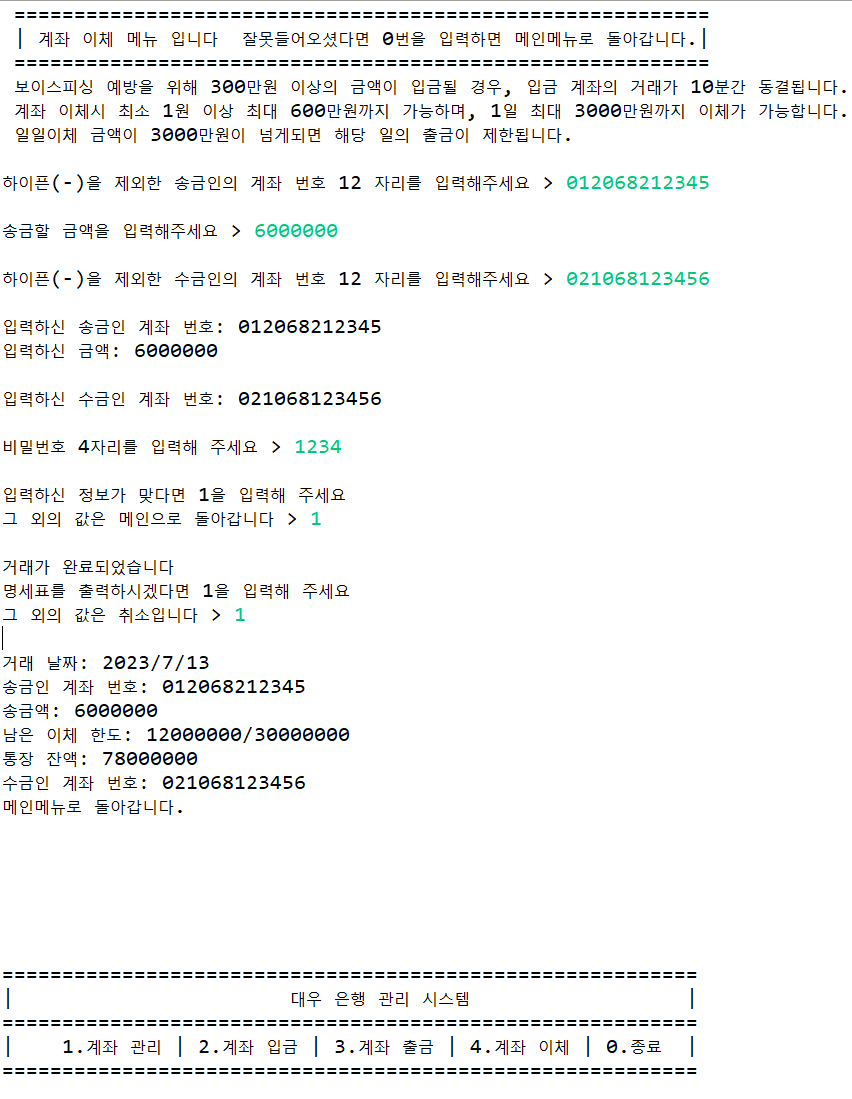 ==========================================================
| 계좌 이체 메뉴 입니다  잘못들어오셨다면 0번을 입력하면 메인메뉴로 돌아갑니다.|
==========================================================
보이스피싱 예방을 위해 300만원 이상의 금액이 입금될 경우, 입금 계좌의 거래가 10분간 동결됩니다.
계좌 이체시 최소 1원 이상 최대 600만원까지 가능하며, 1일 최대 3000만원까지 이체가 가능합니다.
일일이체 금액이 3000만원이 넘게되면 해당 일의 출금이 제한됩니다.
하이픈(-)을 제외한 송금인의 계좌 번호 12 자리를 입력해주세요 > 012068212345
송금할 금액을 입력해주세요 > 6000000
하이픈(-)을 제외한 수금인의 계좌 번호 12 자리를 입력해주세요 > 021068123456
입력하신 송금인 계좌 번호: 012068212345
입력하신 금액: 6000000
입력하신 수금인 계좌 번호: 021068123456
비밀번호 4자리를 입력해 주세요 > 1234
입력하신 정보가 맞다면 1을 입력해 주세요
그 외의 값은 메인으로 돌아갑니다 > 1
거래가 완료되었습니다
명세표를 출력하시겠다면 1을 입력해 주세요
그 외의 값은 취소입니다 > 1
거래 날짜: 2023/7/13
송금인 계좌 번호: 012068212345
송금액: 6000000
남은 이체 한도: 12000000/30000000
통장 잔액: 78000000
수금인 계좌 번호: 021068123456
메인메뉴로 돌아갑니다.
==========================================================
| 대우 은행 관리 시스템 |
==========================================================
| 1.계좌 관리 | 2.계좌 입금 | 3.계좌 출금 | 4.계좌 이체 | 0.종료 |
==========================================================